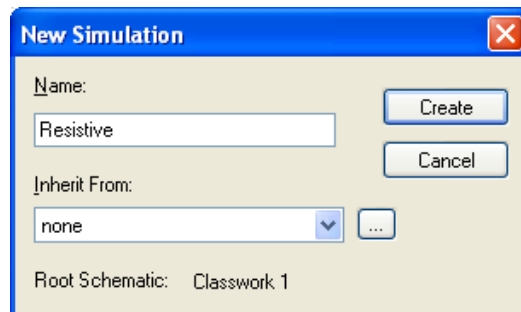 New Simulation
Name:
Create
Resistive
Cancel
Inherit From:
none
...
Root Schematic: Classwork 1